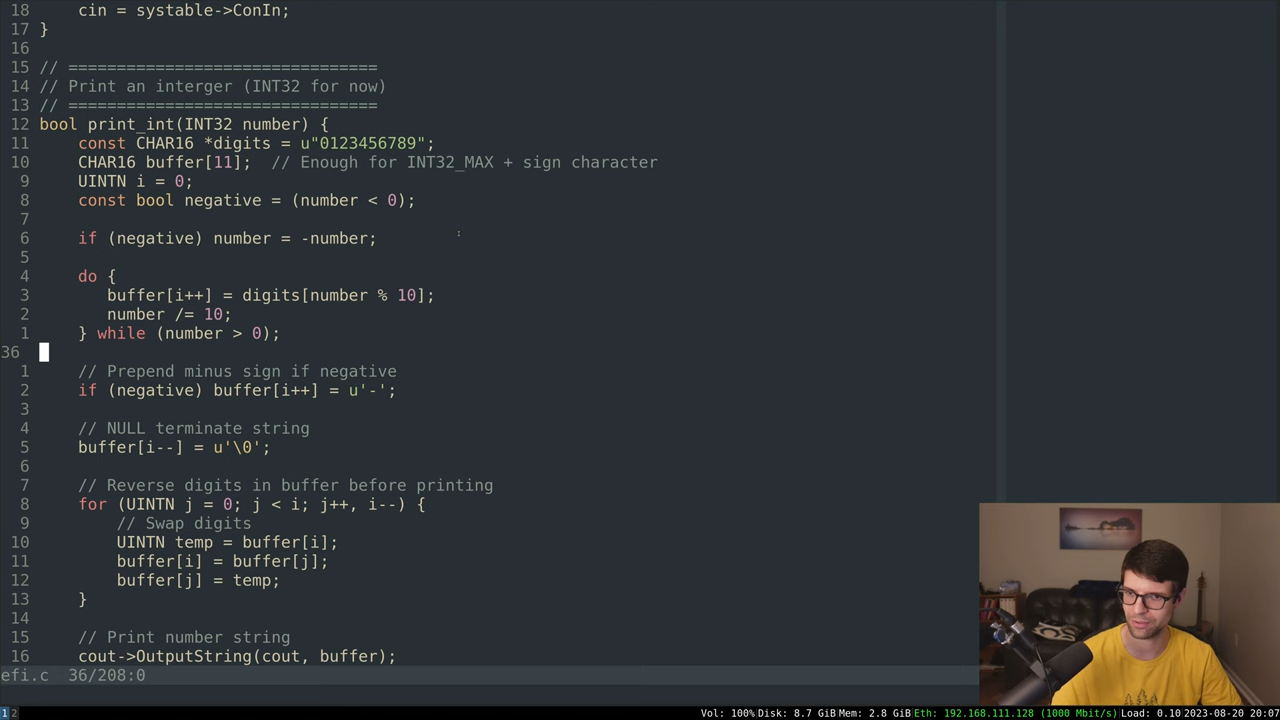 18      cin = systable->ConIn;
17  }
16
15  // ================================
14  // Print an interger (INT32 for now)
13  // ================================
12  bool print_int(INT32 number) {
11      const CHAR16 *digits = u"0123456789";
10      CHAR16 buffer[11];  // Enough for INT32_MAX + sign character
9      UINTN i = 0;
8      const bool negative = (number < 0);
7
6      if (negative) number = -number;
5
4      do {
3         buffer[i++] = digits[number % 10];
2         number /= 10;
1      } while (number > 0);
36
1      // Prepend minus sign if negative
2      if (negative) buffer[i++] = u'-';
3
4      // NULL terminate string
5      buffer[i--] = u'\0';
6
7      // Reverse digits in buffer before printing
8      for (UINTN j = 0; j < i; j++, i--) {
9          // Swap digits
10          UINTN temp = buffer[i];
11          buffer[i] = buffer[j];
12          buffer[j] = temp;
13      }
14
15      // Print number string
16      cout->OutputString(cout, buffer);
efi.c  36/208:0
1 2 Vol: 100% Disk: 8.7 GiB Mem: 2.8 GiB Eth: 192.168.111.128 (1000 Mbit/s) Load: 0.10 2023-08-20 20:07